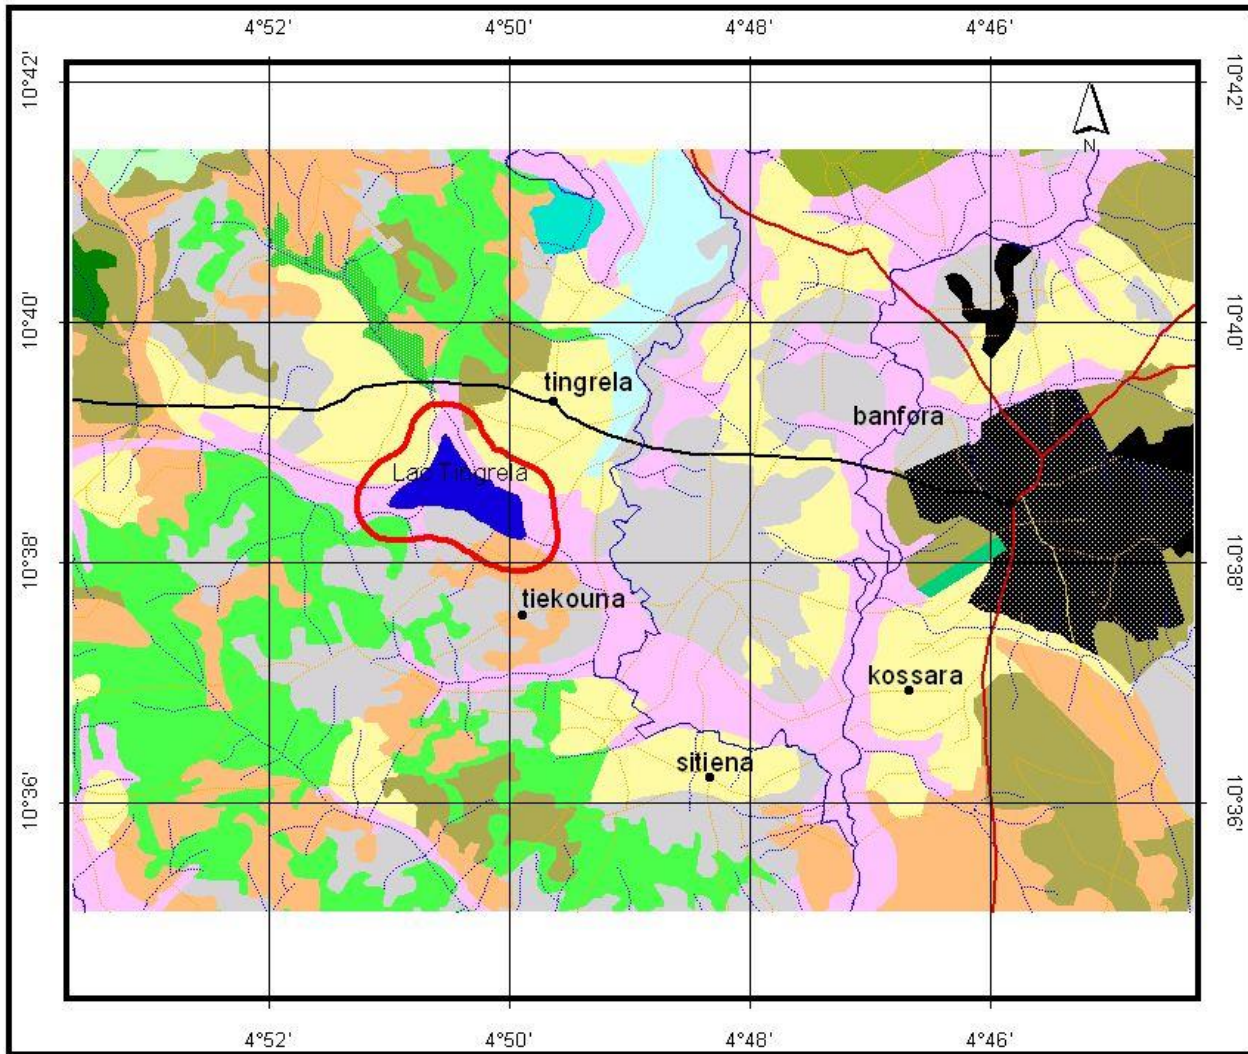 4°52' 4°50' 4°48' 4°46'
10°42' 10°42'
N
10°40' 10°40'
tingrela
banfora
Lac Tingrela
10°38' 10°38'
tiekouna
kossara
sitiena
10°36' 10°36'
4°52' 4°50' 4°48' 4°46'